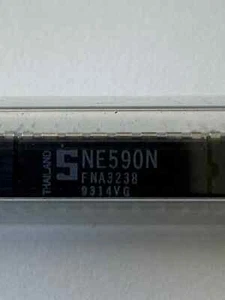 THAILAND
S NE590N
FNA3238
9314VG